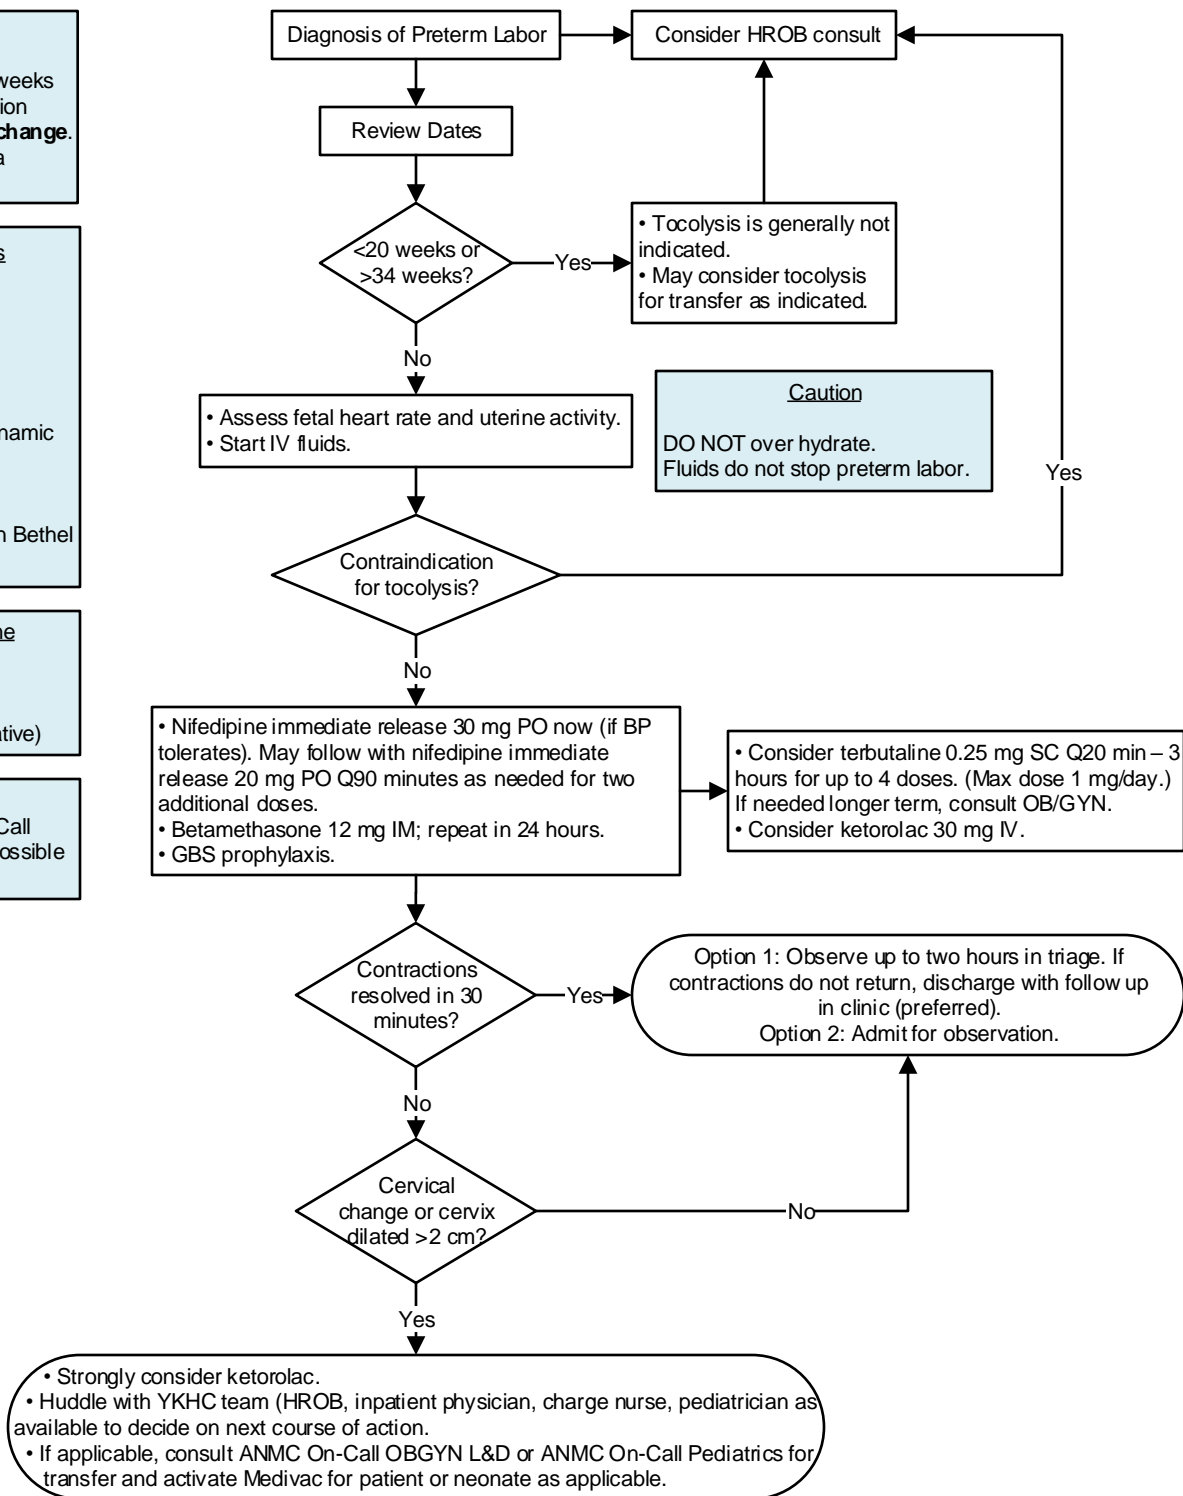 weeks
change.
a
namic
n Bethel
Call
Diagnosis of Preterm Labor
Consider HROB consult
Review Dates
<20 weeks or
>34 weeks?
Yes
• Tocolysis is generally not
indicated.
• May consider tocolysis
for transfer as indicated.
No
• Assess fetal heart rate and uterine activity.
• Start IV fluids.
Caution
DO NOT over hydrate.
Fluids do not stop preterm labor.
Yes
Contraindication
for tocolysis?
No
• Nifedipine immediate release 30 mg PO now (if BP
tolerates). May follow with nifedipine immediate
release 20 mg PO Q90 minutes as needed for two
additional doses.
• Betamethasone 12 mg IM; repeat in 24 hours.
• GBS prophylaxis.
• Consider terbutaline 0.25 mg SC Q20 min – 3
hours for up to 4 doses. (Max dose 1 mg/day.)
If needed longer term, consult OB/GYN.
• Consider ketorolac 30 mg IV.
Contractions
resolved in 30
minutes?
Yes
Option 1: Observe up to two hours in triage. If
contractions do not return, discharge with follow up
in clinic (preferred).
Option 2: Admit for observation.
No
Cervical
change or cervix
dilated >2 cm?
No
Yes
• Strongly consider ketorolac.
• Huddle with YKHC team (HROB, inpatient physician, charge nurse, pediatrician as
available to decide on next course of action.
• If applicable, consult ANMC On-Call OBGYN L&D or ANMC On-Call Pediatrics for
transfer and activate Medivac for patient or neonate as applicable.